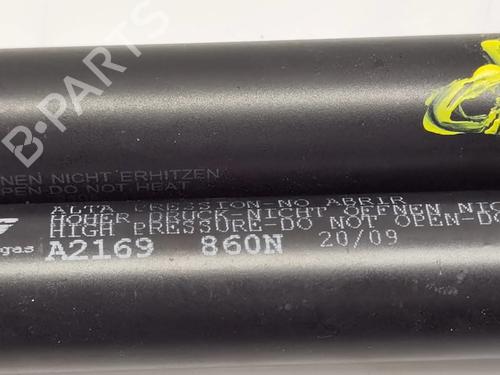 B-PARTS
NEN NICHT ERHITZEN
PEN-DO NOT HEAT
ALTA PRESSION-NO ABRIR
HOHER DRUCK-NICHT OFFNEN NIC
HIGH PRESSURE-DO NOT OPEN-DO
gas A2169 860N 20/09